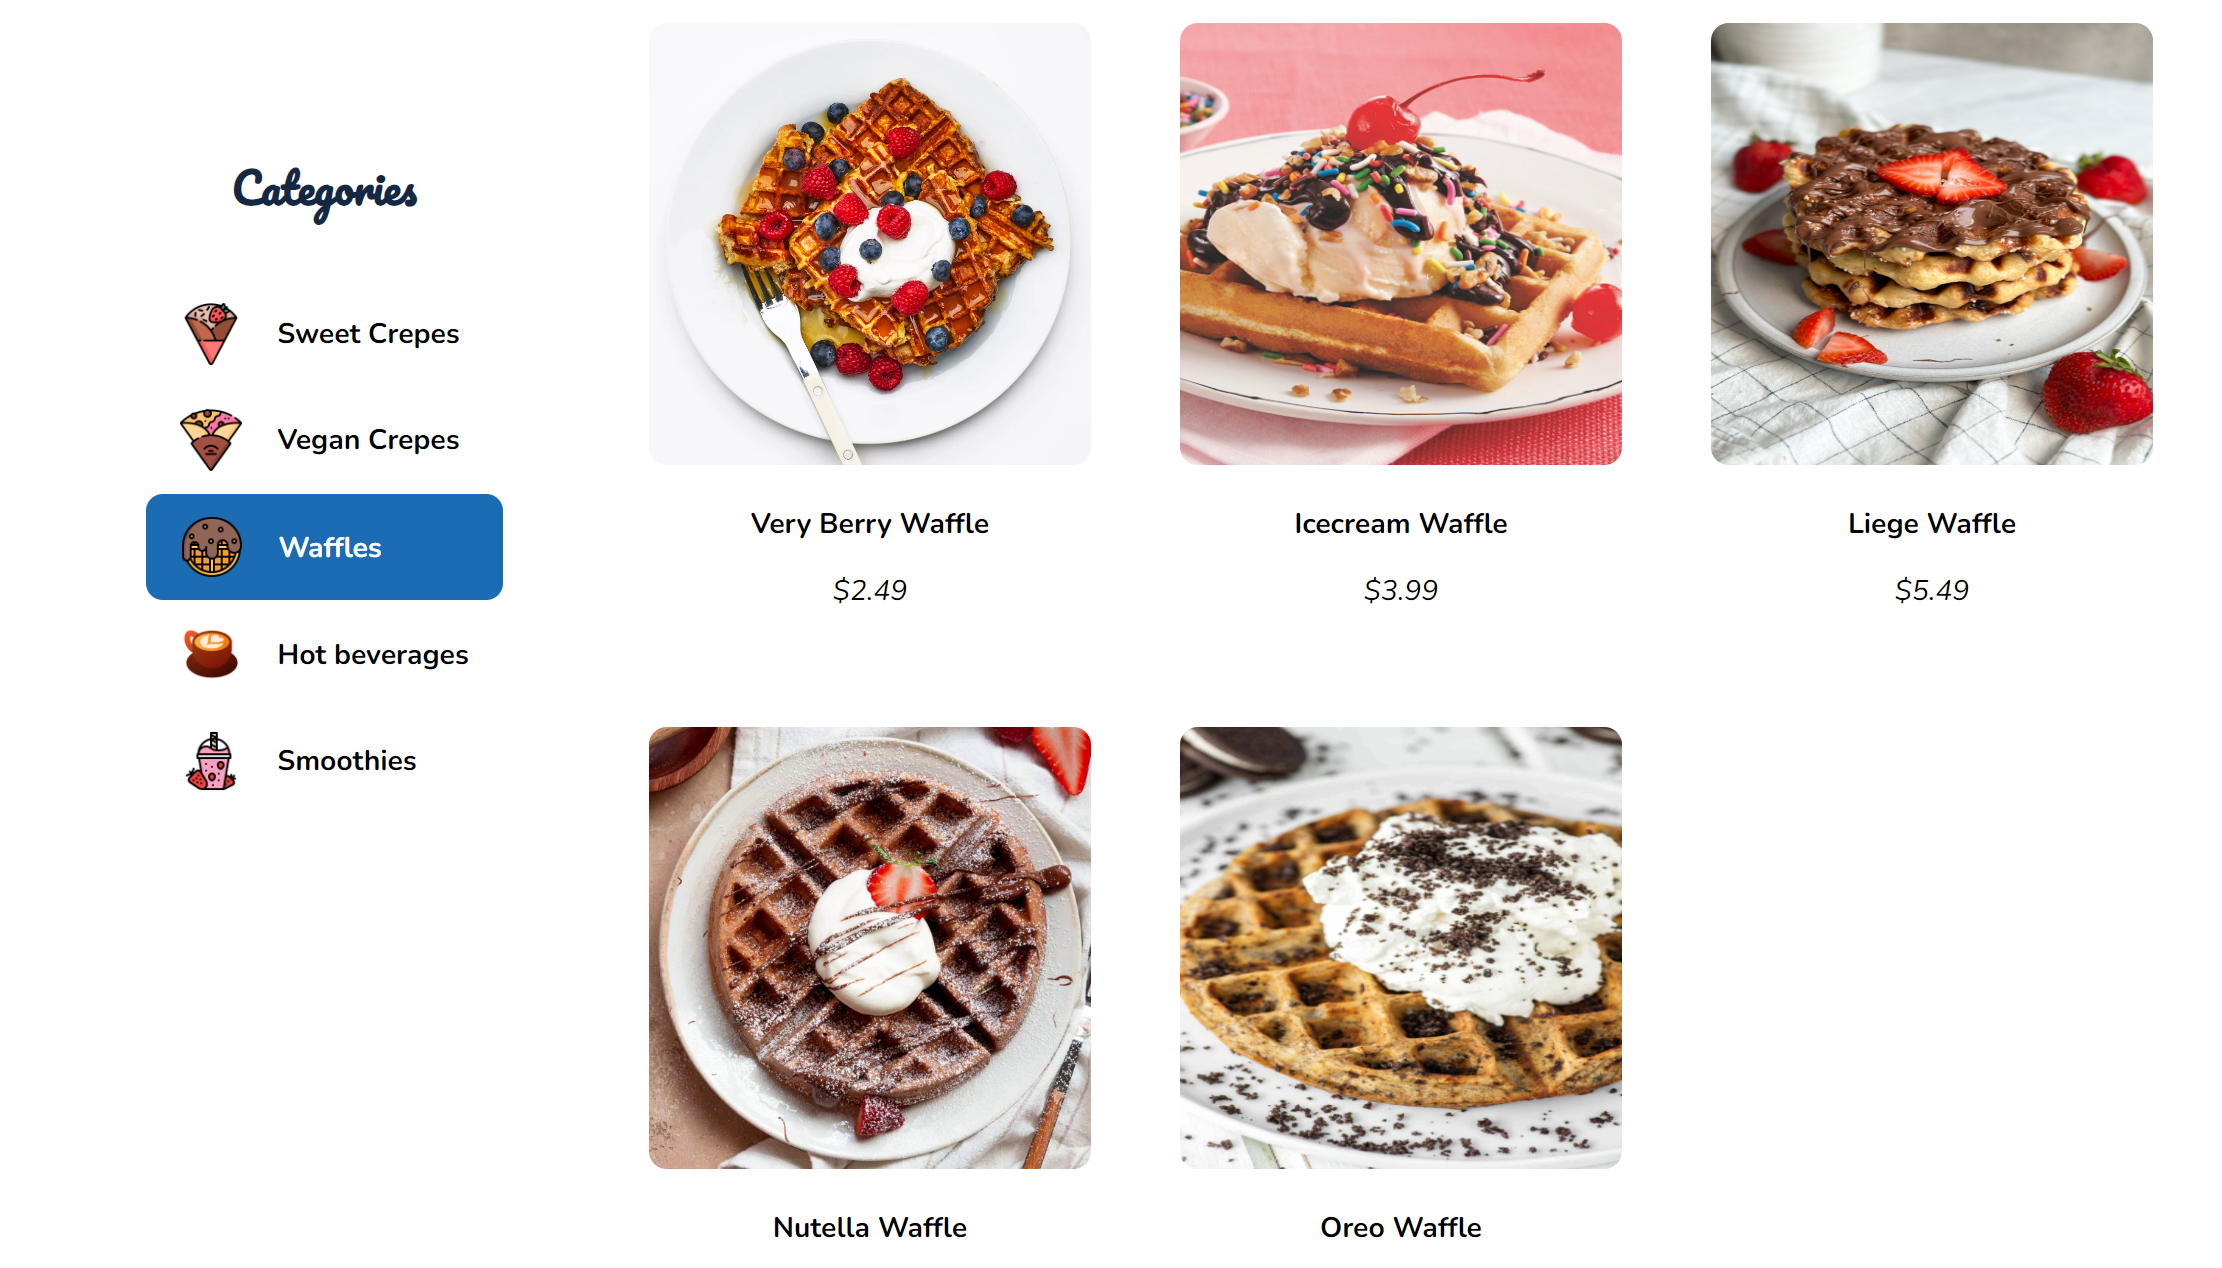 Categories
Sweet Crepes
Vegan Crepes
Waffles
Hot beverages
Smoothies
Very Berry Waffle
$2.49
Icecream Waffle
$3.99
Liege Waffle
$5.49
Nutella Waffle
Oreo Waffle